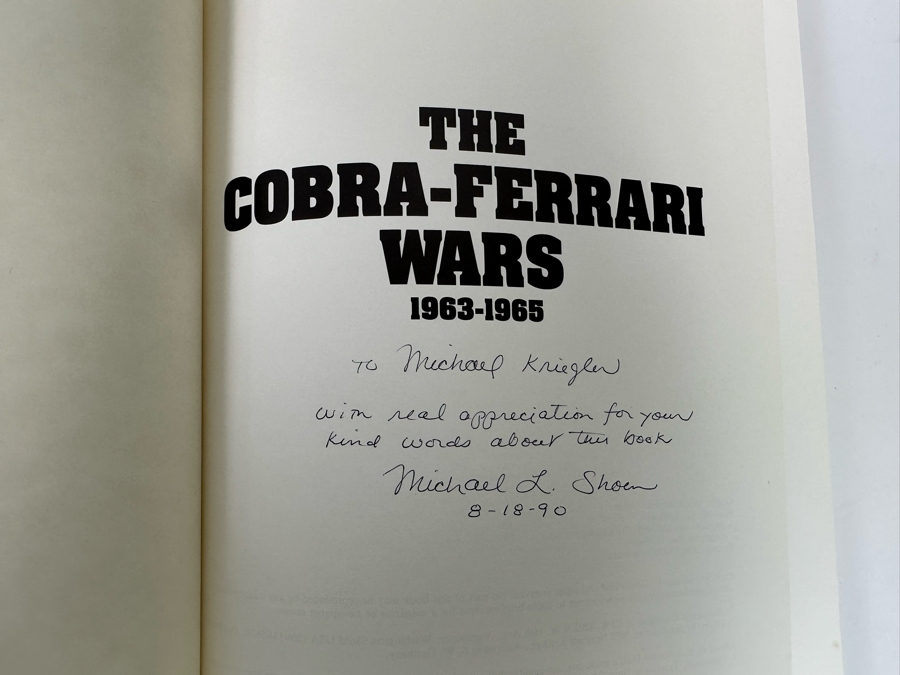 THE
COBRA-FERRARI
WARS
1963-1965
To Michael Kriegler
with real appreciation for your
kind words about this book
Michael L. Shoen
8-18-90